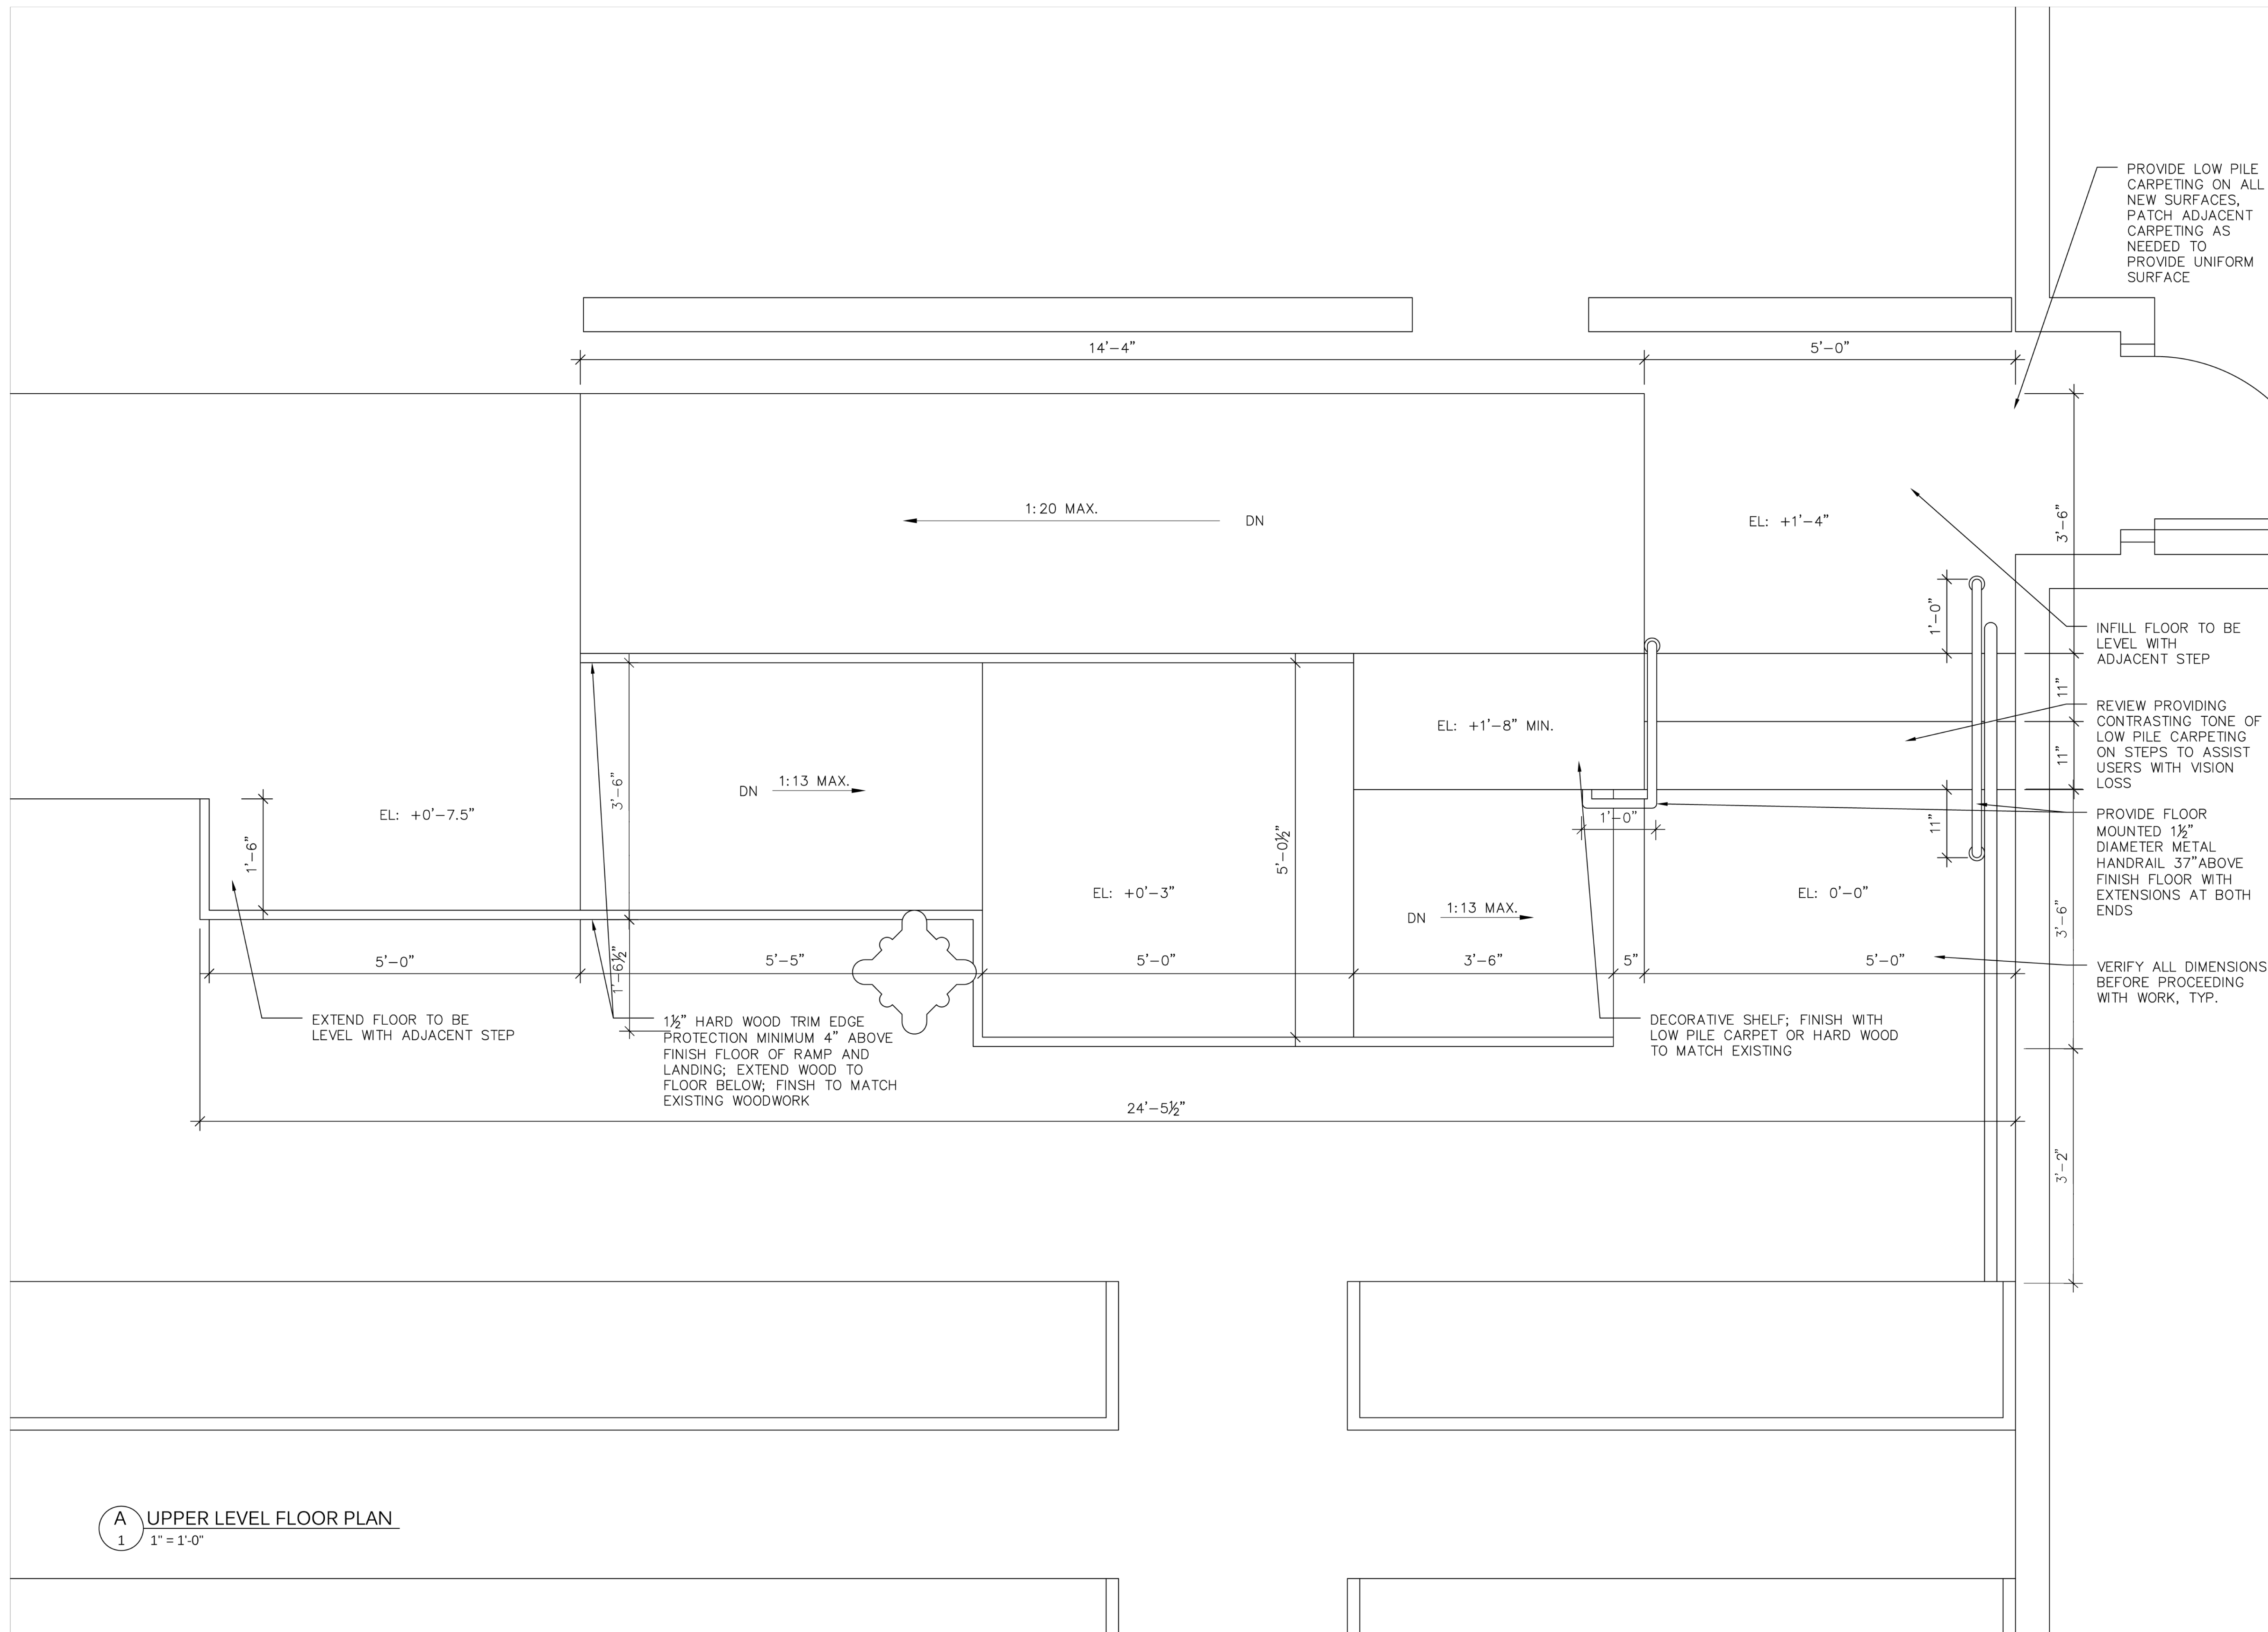 PROVIDE LOW PILE
CARPETING ON ALL
NEW SURFACES,
PATCH ADJACENT
CARPETING AS
NEEDED TO
PROVIDE UNIFORM
SURFACE
14'-4"
5'-0"
1:20 MAX.
DN
EL: +1'-4"
3'-6"
1'-0"
INFILL FLOOR TO BE
LEVEL WITH
ADJACENT STEP
11"
11"
REVIEW PROVIDING
CONTRASTING TONE OF
LOW PILE CARPETING
ON STEPS TO ASSIST
USERS WITH VISION
LOSS
EL: +1'-8" MIN.
DN
1:13 MAX.
3'-6"
EL: +0'-7.5"
1'-6"
5'-0½"
1'-0"
11"
PROVIDE FLOOR
MOUNTED 1½"
DIAMETER METAL
HANDRAIL 37"ABOVE
FINISH FLOOR WITH
EXTENSIONS AT BOTH
ENDS
EL: +0'-3"
EL: 0'-0"
DN
1:13 MAX.
3'-6"
5'-0"
5'-5"
1'-6½"
5'-0"
3'-6"
5"
5'-0"
VERIFY ALL DIMENSIONS
BEFORE PROCEEDING
WITH WORK, TYP.
EXTEND FLOOR TO BE
LEVEL WITH ADJACENT STEP
1½" HARD WOOD TRIM EDGE
PROTECTION MINIMUM 4" ABOVE
FINISH FLOOR OF RAMP AND
LANDING; EXTEND WOOD TO
FLOOR BELOW; FINSH TO MATCH
EXISTING WOODWORK
DECORATIVE SHELF; FINISH WITH
LOW PILE CARPET OR HARD WOOD
TO MATCH EXISTING
24'-5½"
3'-2"
A
1
UPPER LEVEL FLOOR PLAN
1" = 1'-0"